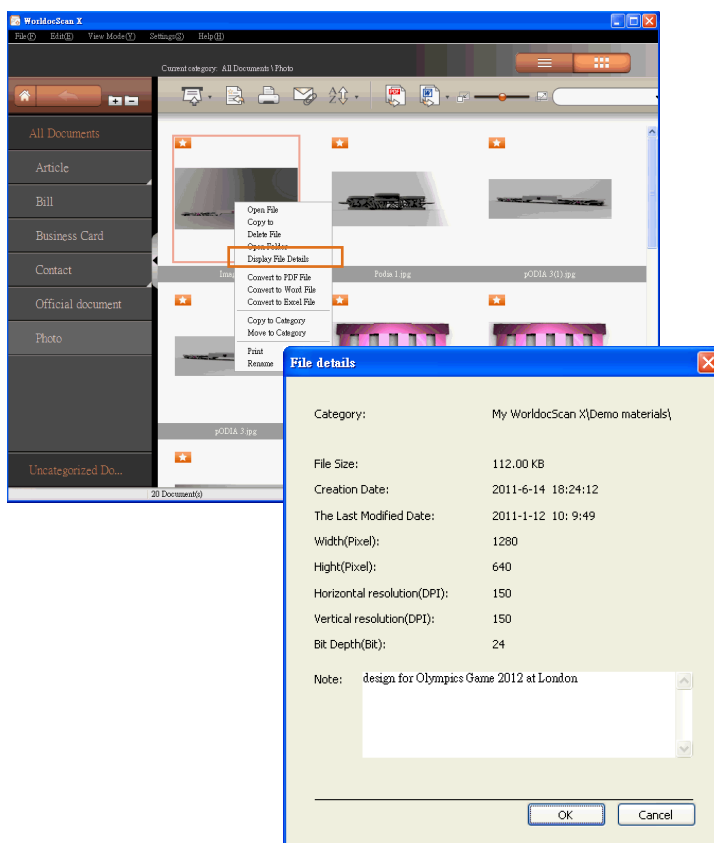 WorldocScan X
File(F) Edit(E) View Mode(Y) Settings(S) Help(H)
Current category: All Documents \ Photo
All Documents
Article
Bill
Business Card
Contact
Official document
Photo
Uncategorized Do...
Open File
Copy to
Delete File
Open Folder
Display File Details
Convert to PDF File
Convert to Word File
Convert to Excel File
Copy to Category
Move to Category
Print
Rename
Podia 1.jpg
pODIA 3(1).jpg
pODIA 3.jpg
20 Document(s)
File details
Category: My WorldocScan X\Demo materials\
File Size: 112.00 KB
Creation Date: 2011-6-14 18:24:12
The Last Modified Date: 2011-1-12 10: 9:49
Width(Pixel): 1280
Hight(Pixel): 640
Horizontal resolution(DPI): 150
Vertical resolution(DPI): 150
Bit Depth(Bit): 24
Note: design for Olympics Game 2012 at London
OK Cancel